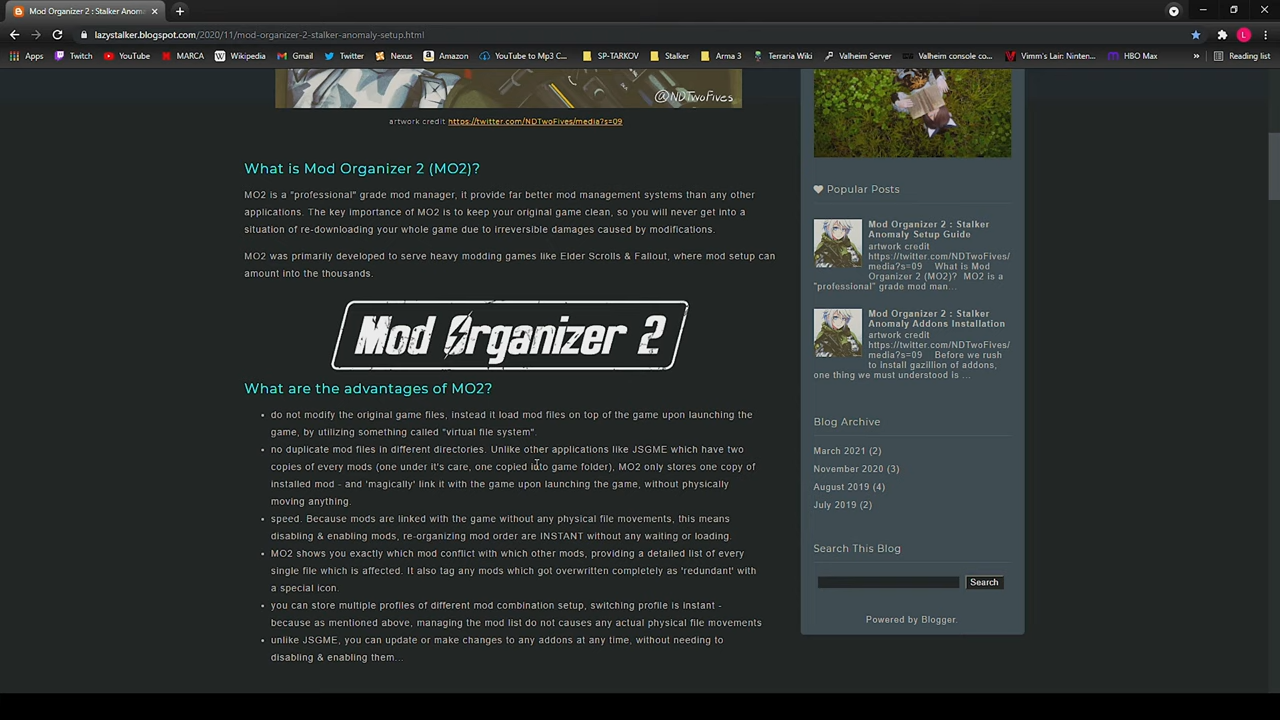 Mod Organizer 2 : Stalker Anom
lazystalker.blogspot.com/2020/11/mod-organizer-2-stalker-anomaly-setup.html
L
Apps Twitch YouTube MARCA Wikipedia Gmail Twitter Nexus Amazon YouTube to Mp3 C... SP-TARKOV Stalker Arma 3 Terraria Wiki Valheim Server Valheim console co... Vimm's Lair: Ninten... HBO Max » Reading list
@NDTwoFives
artwork credit https://twitter.com/NDTwoFives/media?s=09
What is Mod Organizer 2 (MO2)?
MO2 is a "professional" grade mod manager, it provide far better mod management systems than any other
applications. The key importance of MO2 is to keep your original game clean, so you will never get into a
situation of re-downloading your whole game due to irreversible damages caused by modifications.
MO2 was primarily developed to serve heavy modding games like Elder Scrolls & Fallout, where mod setup can
amount into the thousands.
Mod Organizer 2
What are the advantages of MO2?
• do not modify the original game files, instead it load mod files on top of the game upon launching the
game, by utilizing something called "virtual file system".
• no duplicate mod files in different directories. Unlike other applications like JSGME which have two
copies of every mods (one under it's care, one copied into game folder), MO2 only stores one copy of
installed mod - and 'magically' link it with the game upon launching the game, without physically
moving anything.
• speed. Because mods are linked with the game without any physical file movements, this means
disabling & enabling mods, re-organizing mod order are INSTANT without any waiting or loading.
• MO2 shows you exactly which mod conflict with which other mods, providing a detailed list of every
single file which is affected. It also tag any mods which got overwritten completely as 'redundant' with
a special icon.
• you can store multiple profiles of different mod combination setup, switching profile is instant -
because as mentioned above, managing the mod list do not causes any actual physical file movements
• unlike JSGME, you can update or make changes to any addons at any time, without needing to
disabling & enabling them...
Popular Posts
Mod Organizer 2 : Stalker
Anomaly Setup Guide
artwork credit
https://twitter.com/NDTwoFives/
media?s=09 What is Mod
Organizer 2 (MO2)? MO2 is a
"professional" grade mod man...
Mod Organizer 2 : Stalker
Anomaly Addons Installation
artwork credit
https://twitter.com/NDTwoFives/
media?s=09 Before we rush
to install gazillion of addons,
one thing we must understood is ...
Blog Archive
March 2021 (2)
November 2020 (3)
August 2019 (4)
July 2019 (2)
Search This Blog
Search
Powered by Blogger.